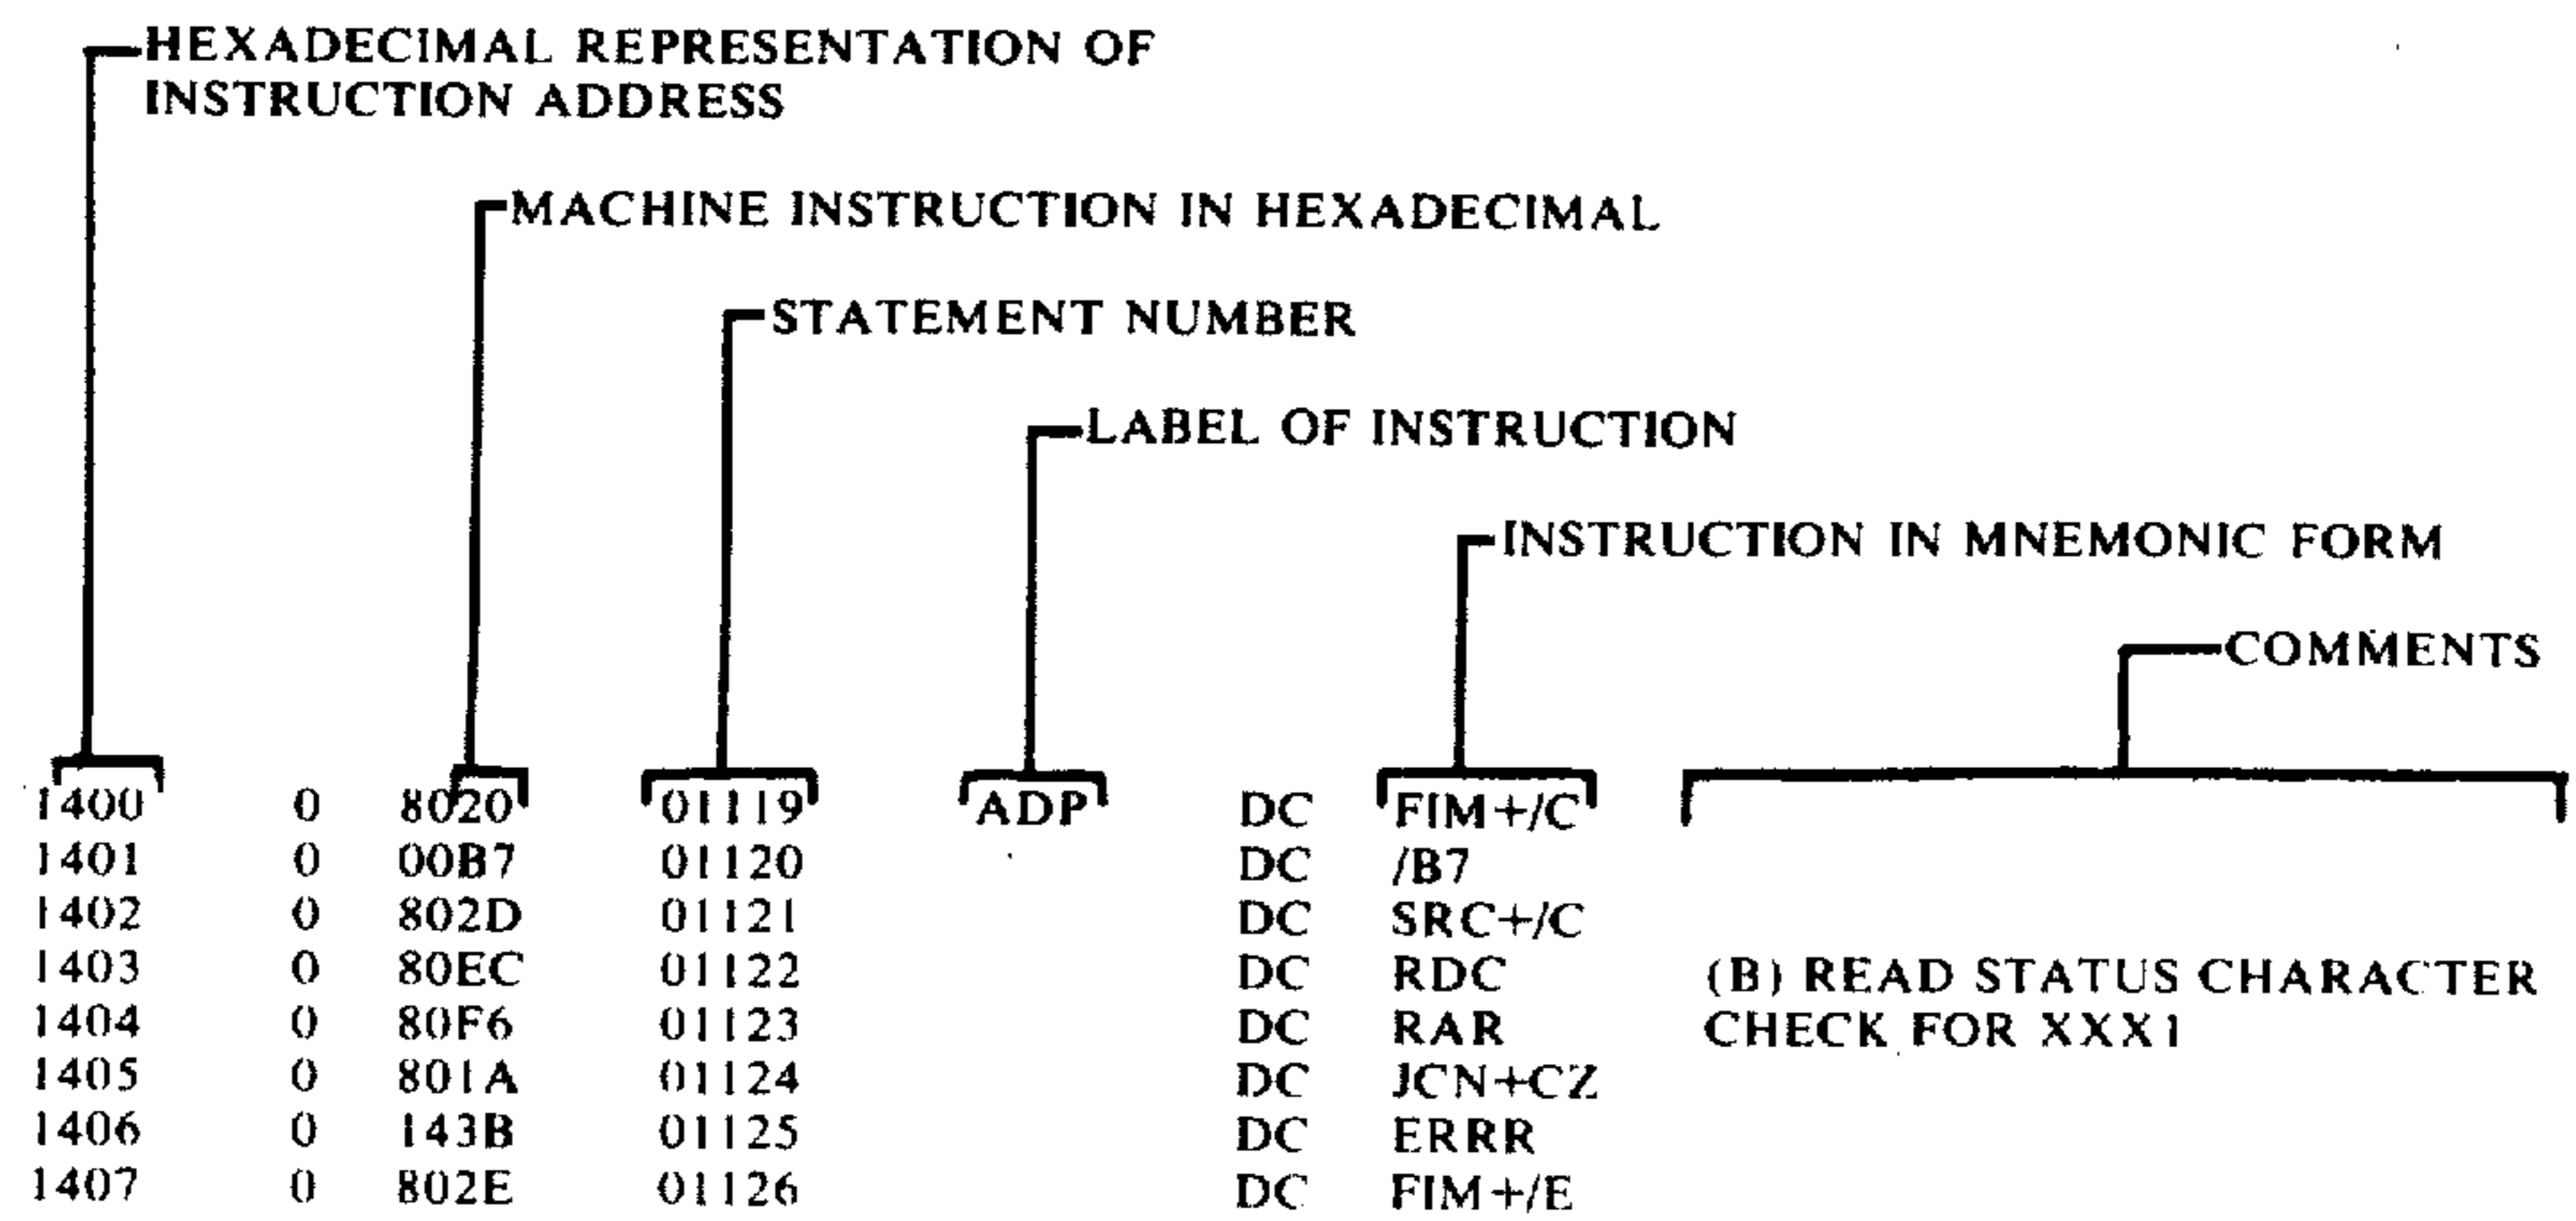 HEXADECIMAL REPRESENTATION OF
INSTRUCTION ADDRESS
MACHINE INSTRUCTION IN HEXADECIMAL
STATEMENT NUMBER
LABEL OF INSTRUCTION
INSTRUCTION IN MNEMONIC FORM
COMMENTS
1400 0 8020 01119 ADP DC FIM+/C
1401 0 00B7 01120 DC /B7
1402 0 802D 01121 DC SRC+/C
1403 0 80EC 01122 DC RDC (B) READ STATUS CHARACTER
1404 0 80F6 01123 DC RAR CHECK FOR XXX1
1405 0 801A 01124 DC JCN+CZ
1406 0 143B 01125 DC ERRR
1407 0 802E 01126 DC FIM+/E